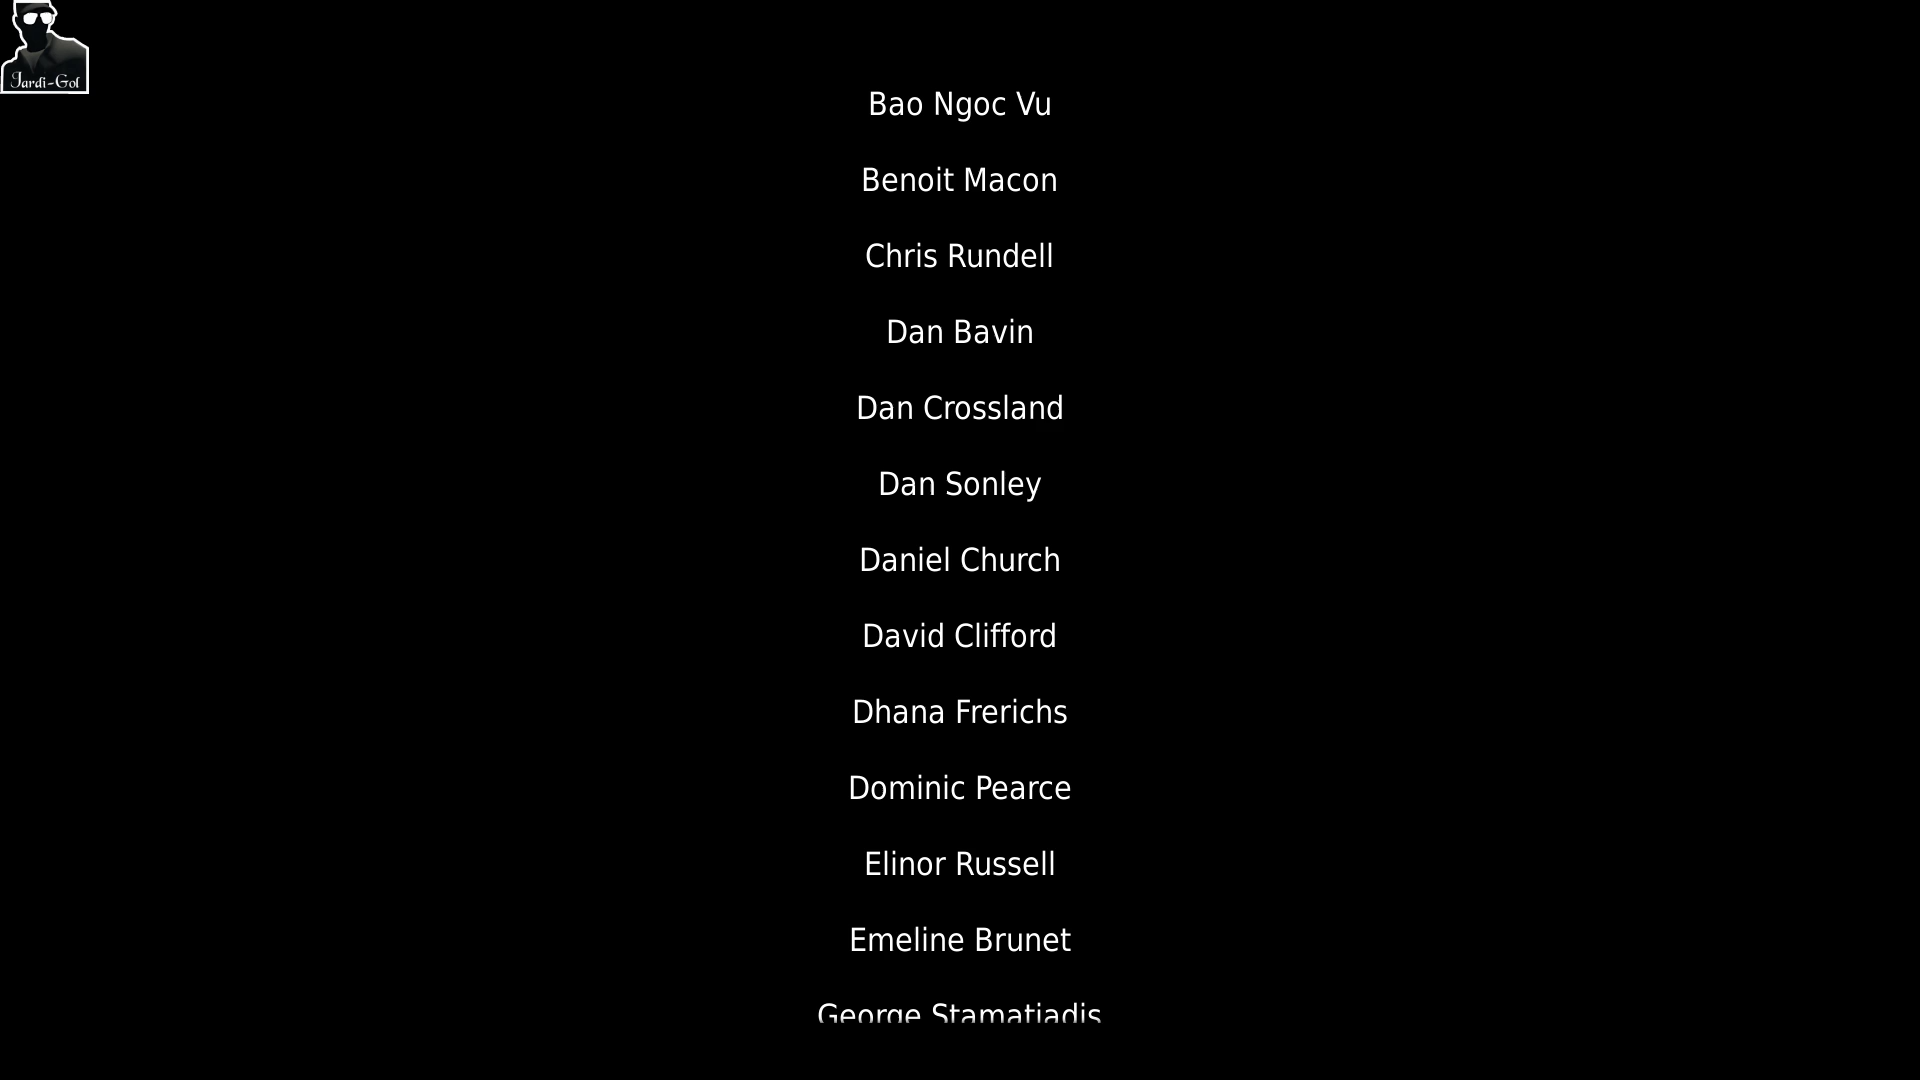 Jardi-Gol
Bao Ngoc Vu
Benoit Macon
Chris Rundell
Dan Bavin
Dan Crossland
Dan Sonley
Daniel Church
David Clifford
Dhana Frerichs
Dominic Pearce
Elinor Russell
Emeline Brunet
George Stamatiadis